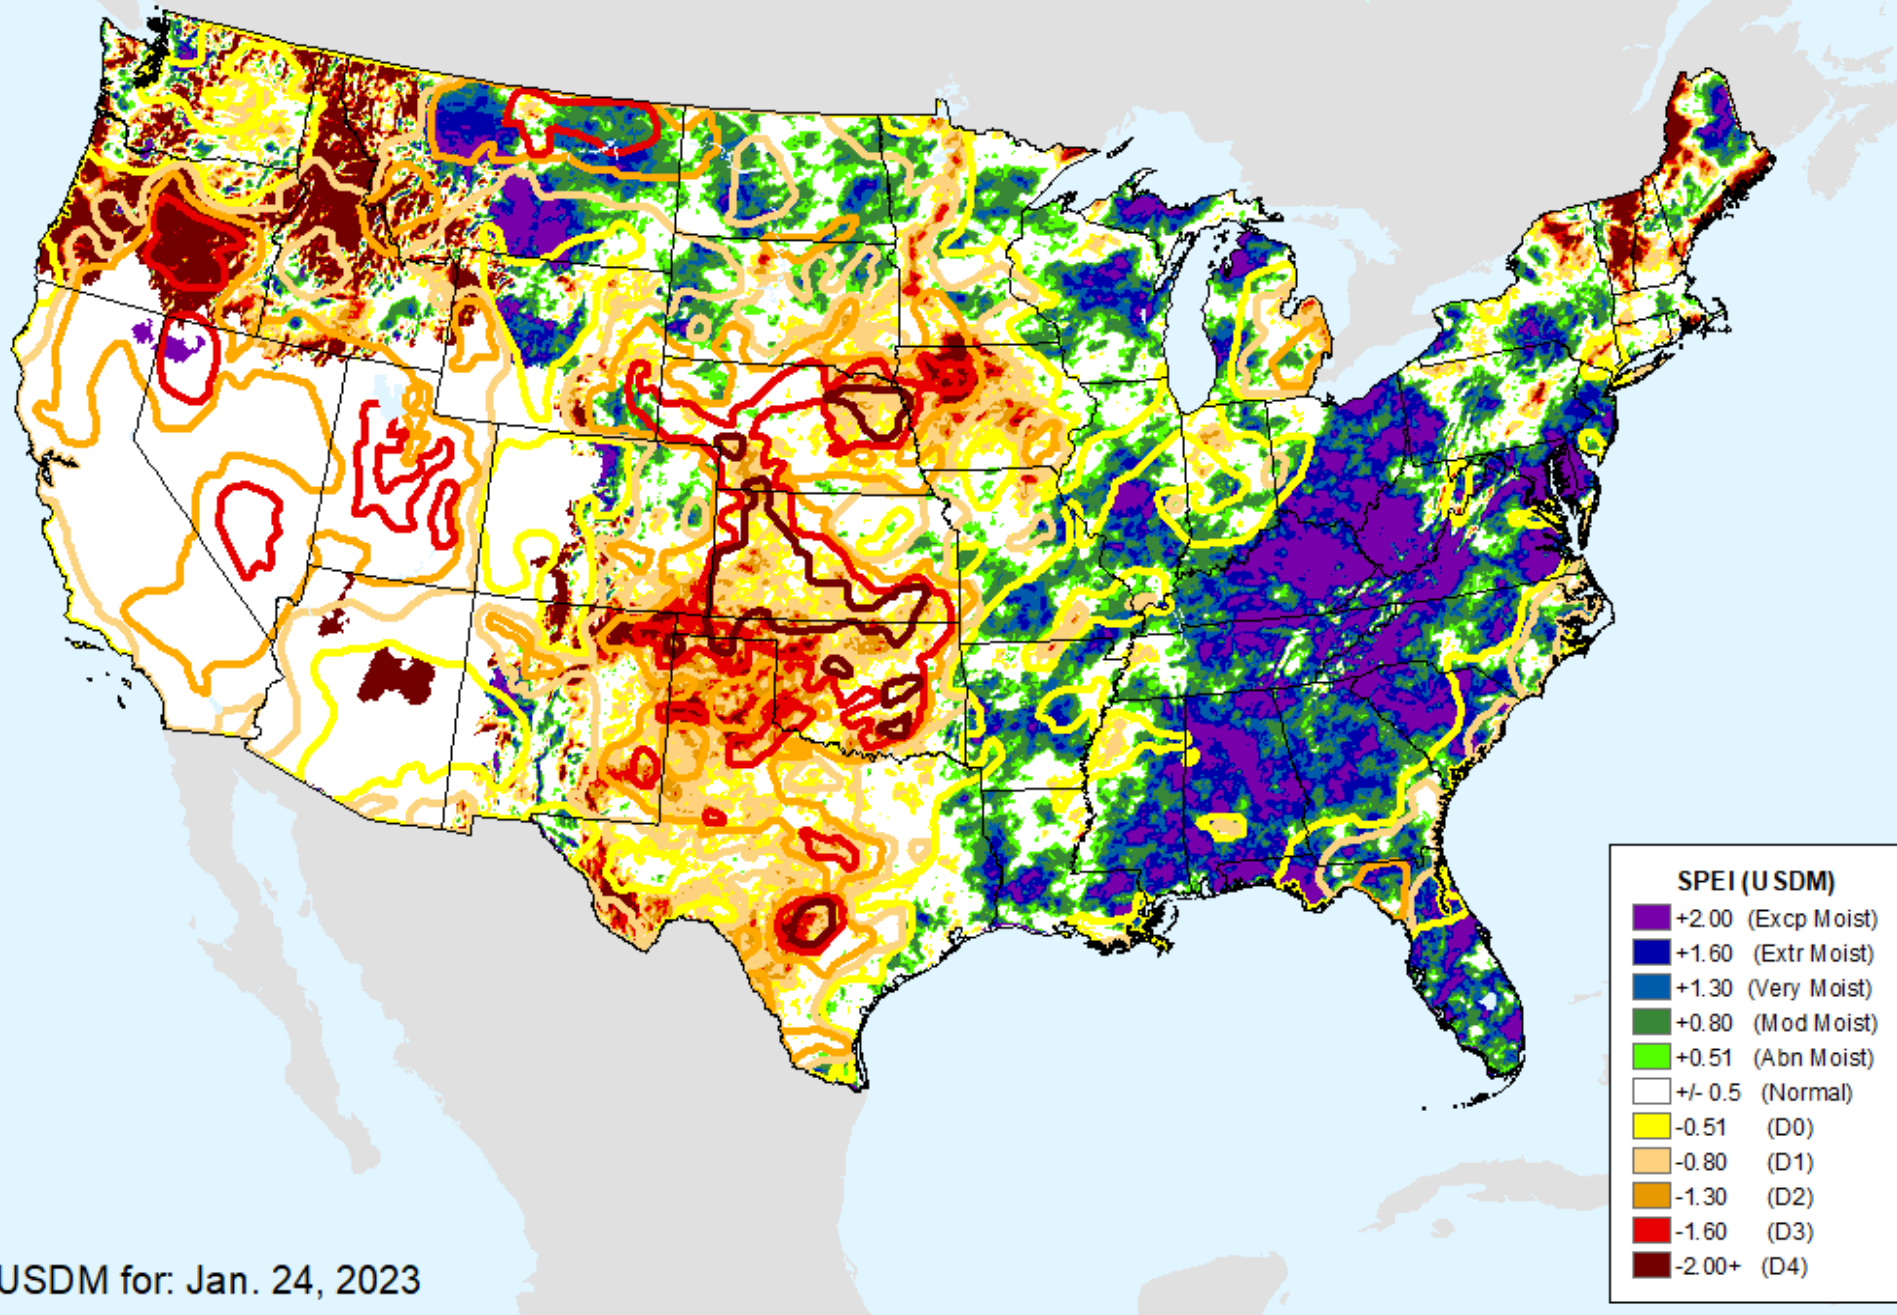 SPEI (USDM)
+2.00 (Excp Moist)
+1.60 (Extr Moist)
+1.30 (Very Moist)
+0.80 (Mod Moist)
+0.51 (Abn Moist)
+/- 0.5 (Normal)
-0.51 (D0)
-0.80 (D1)
-1.30 (D2)
-1.60 (D3)
-2.00+ (D4)
USDM for: Jan. 24, 2023